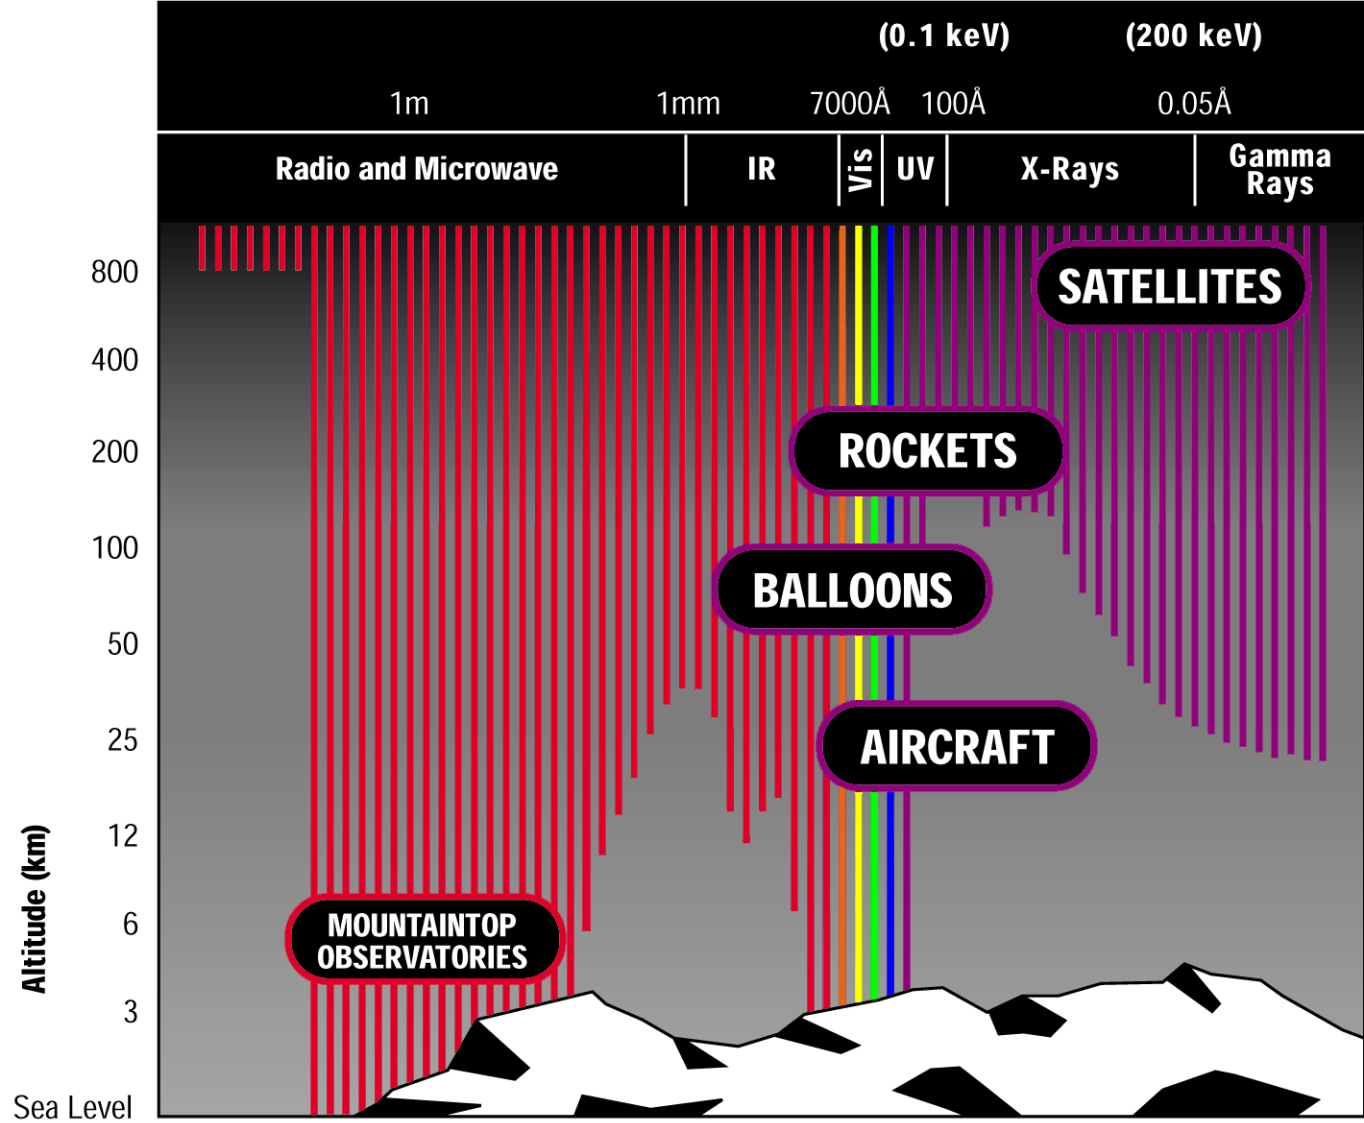 (0.1 keV) (200 keV)
1m 1mm 7000Å 100Å 0.05Å
Radio and Microwave IR Vis UV X-Rays Gamma
Rays
800
SATELLITES
400
200
ROCKETS
100
BALLOONS
50
25
AIRCRAFT
12
Altitude (km)
6
MOUNTAINTOP
OBSERVATORIES
3
Sea Level